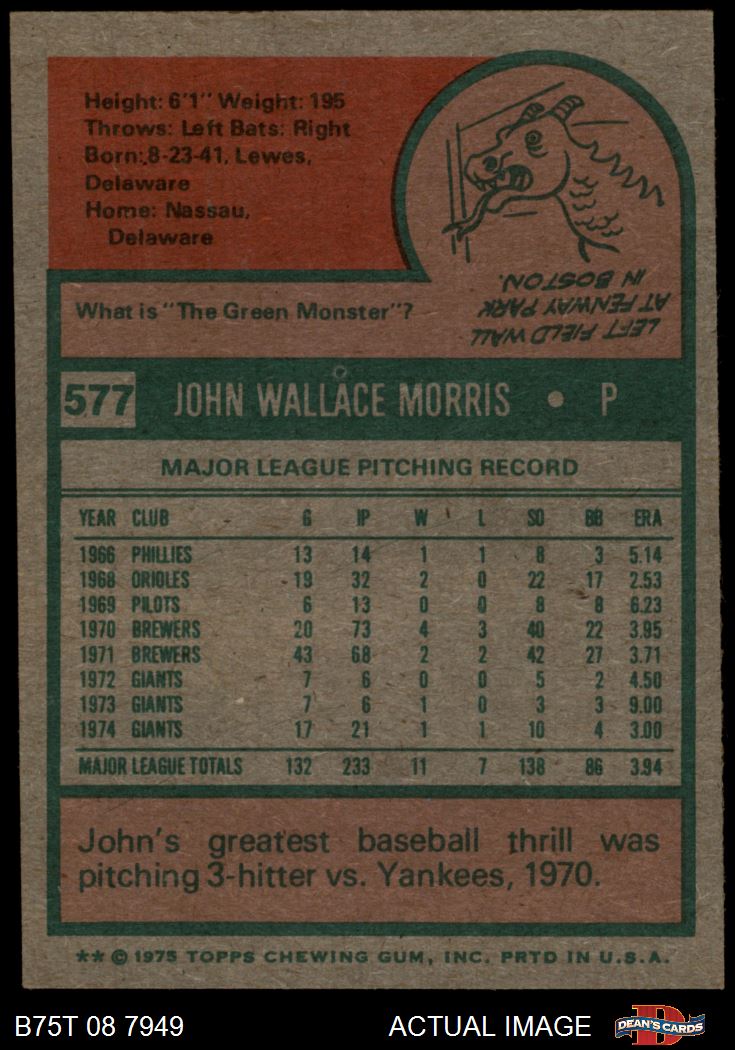 Height: 6'1" Weight: 195
Throws: Left Bats: Right
Born: 8-23-41, Lewes,
Delaware
Home: Nassau,
Delaware
What is "The Green Monster"?
LEFT FIELD WALL
AT FENWAY PARK
IN BOSTON.
577 JOHN WALLACE MORRIS • P
MAJOR LEAGUE PITCHING RECORD
YEAR CLUB G IP W L SO BB ERA
1966 PHILLIES 13 14 1 1 8 3 5.14
1968 ORIOLES 19 32 2 0 22 17 2.53
1969 PILOTS 6 13 0 0 8 8 6.23
1970 BREWERS 20 73 4 3 40 22 3.95
1971 BREWERS 43 68 2 2 42 27 3.71
1972 GIANTS 7 6 0 0 5 2 4.50
1973 GIANTS 7 6 1 0 3 3 9.00
1974 GIANTS 17 21 1 1 10 4 3.00
MAJOR LEAGUE TOTALS 132 233 11 7 138 86 3.94
John's greatest baseball thrill was
pitching 3-hitter vs. Yankees, 1970.
** © 1975 TOPPS CHEWING GUM, INC. PRTD IN U.S.A.
B75T 08 7949 ACTUAL IMAGE D DEAN'S CARDS